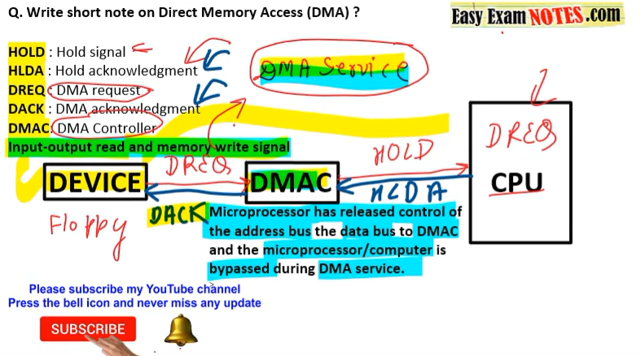 Q. Write short note on Direct Memory Access (DMA) ?
Easy Exam NOTES.com
HOLD : Hold signal
HLDA : Hold acknowledgment
DREQ : DMA request
DACK : DMA acknowledgment
DMAC: DMA Controller
Input-output read and memory write signal
DMA Service
DREQ
HOLD
DREQ
DEVICE
DMAC
HLDA
CPU
Floppy
DACK
Microprocessor has released control of
the address bus the data bus to DMAC
and the microprocessor/computer is
bypassed during DMA service.
Please subscribe my YouTube channel
Press the bell icon and never miss any update
SUBSCRIBE